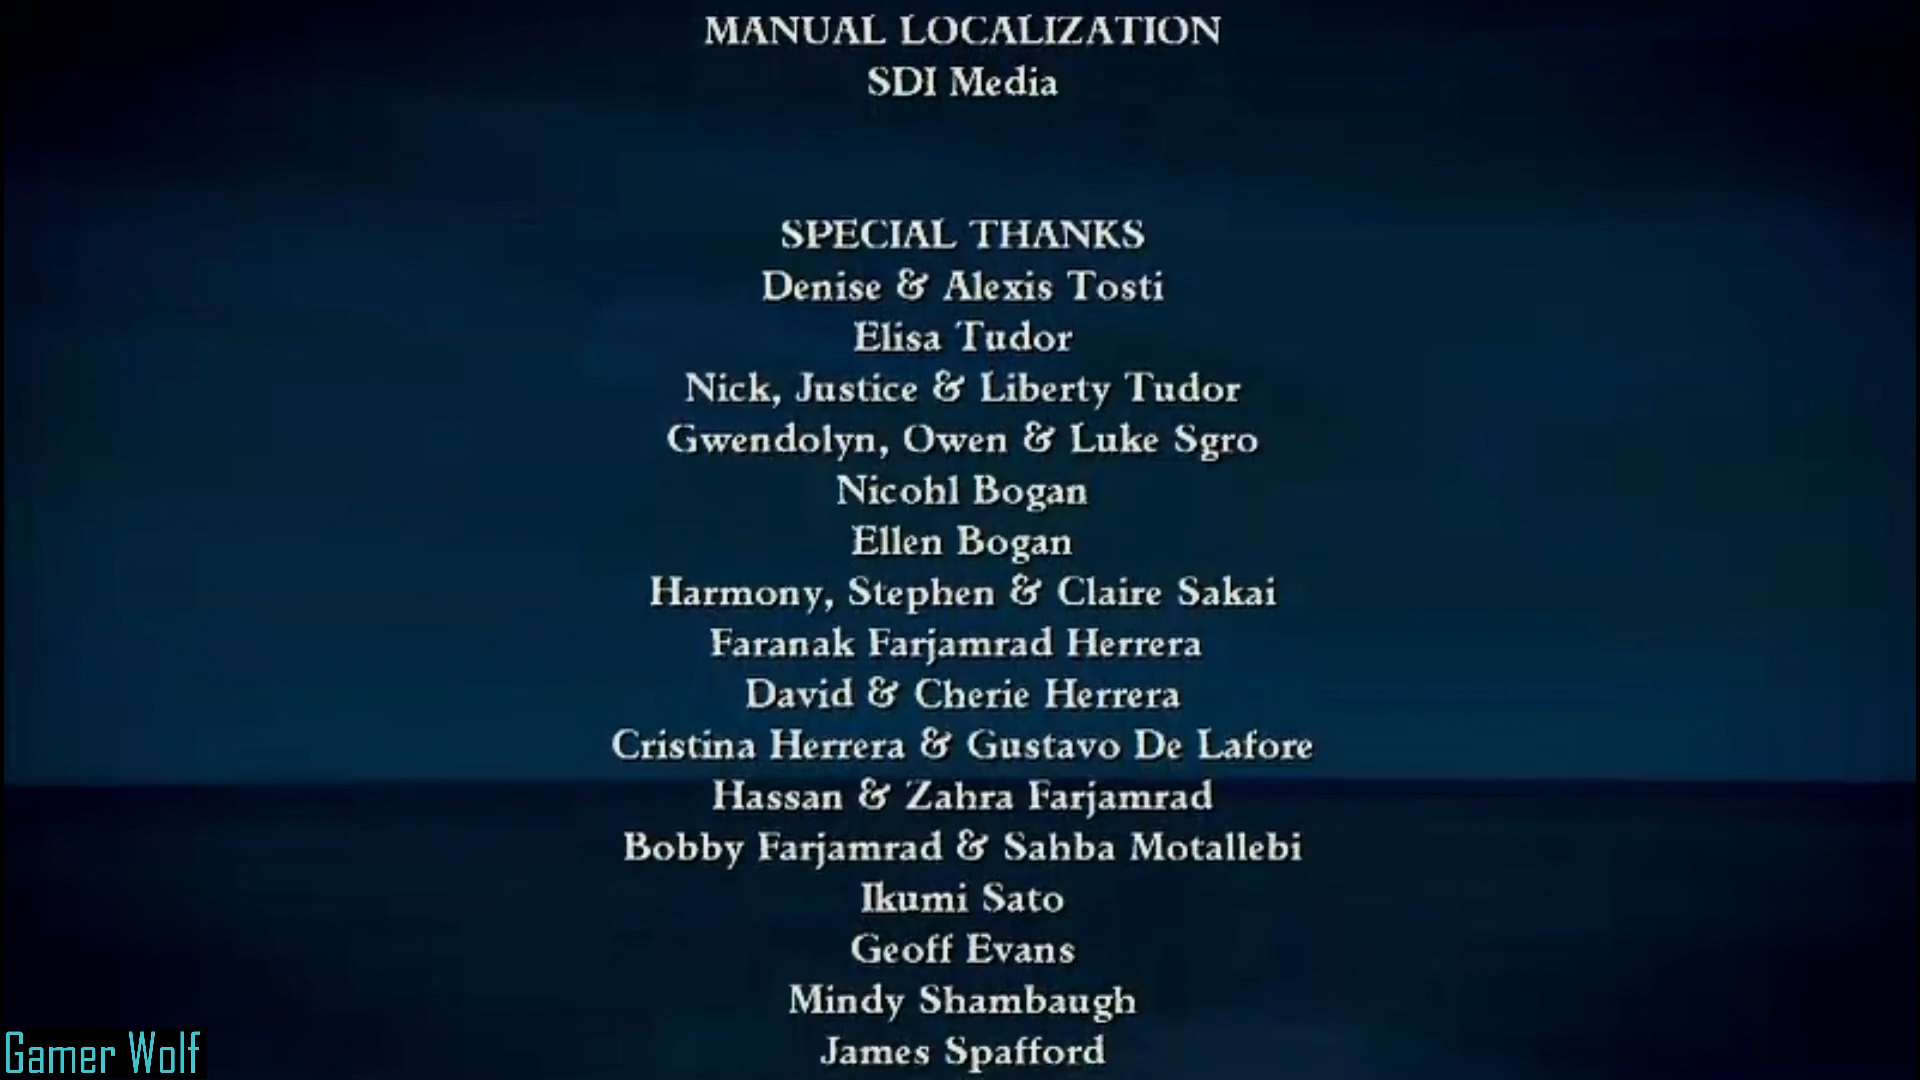 MANUAL LOCALIZATION
SDI Media
SPECIAL THANKS
Denise & Alexis Tosti
Elisa Tudor
Nick, Justice & Liberty Tudor
Gwendolyn, Owen & Luke Sgro
Nicohl Bogan
Ellen Bogan
Harmony, Stephen & Claire Sakai
Faranak Farjamrad Herrera
David & Cherie Herrera
Cristina Herrera & Gustavo De Lafore
Hassan & Zahra Farjamrad
Bobby Farjamrad & Sahba Motallebi
Ikumi Sato
Geoff Evans
Mindy Shambaugh
James Spafford
Gamer Wolf